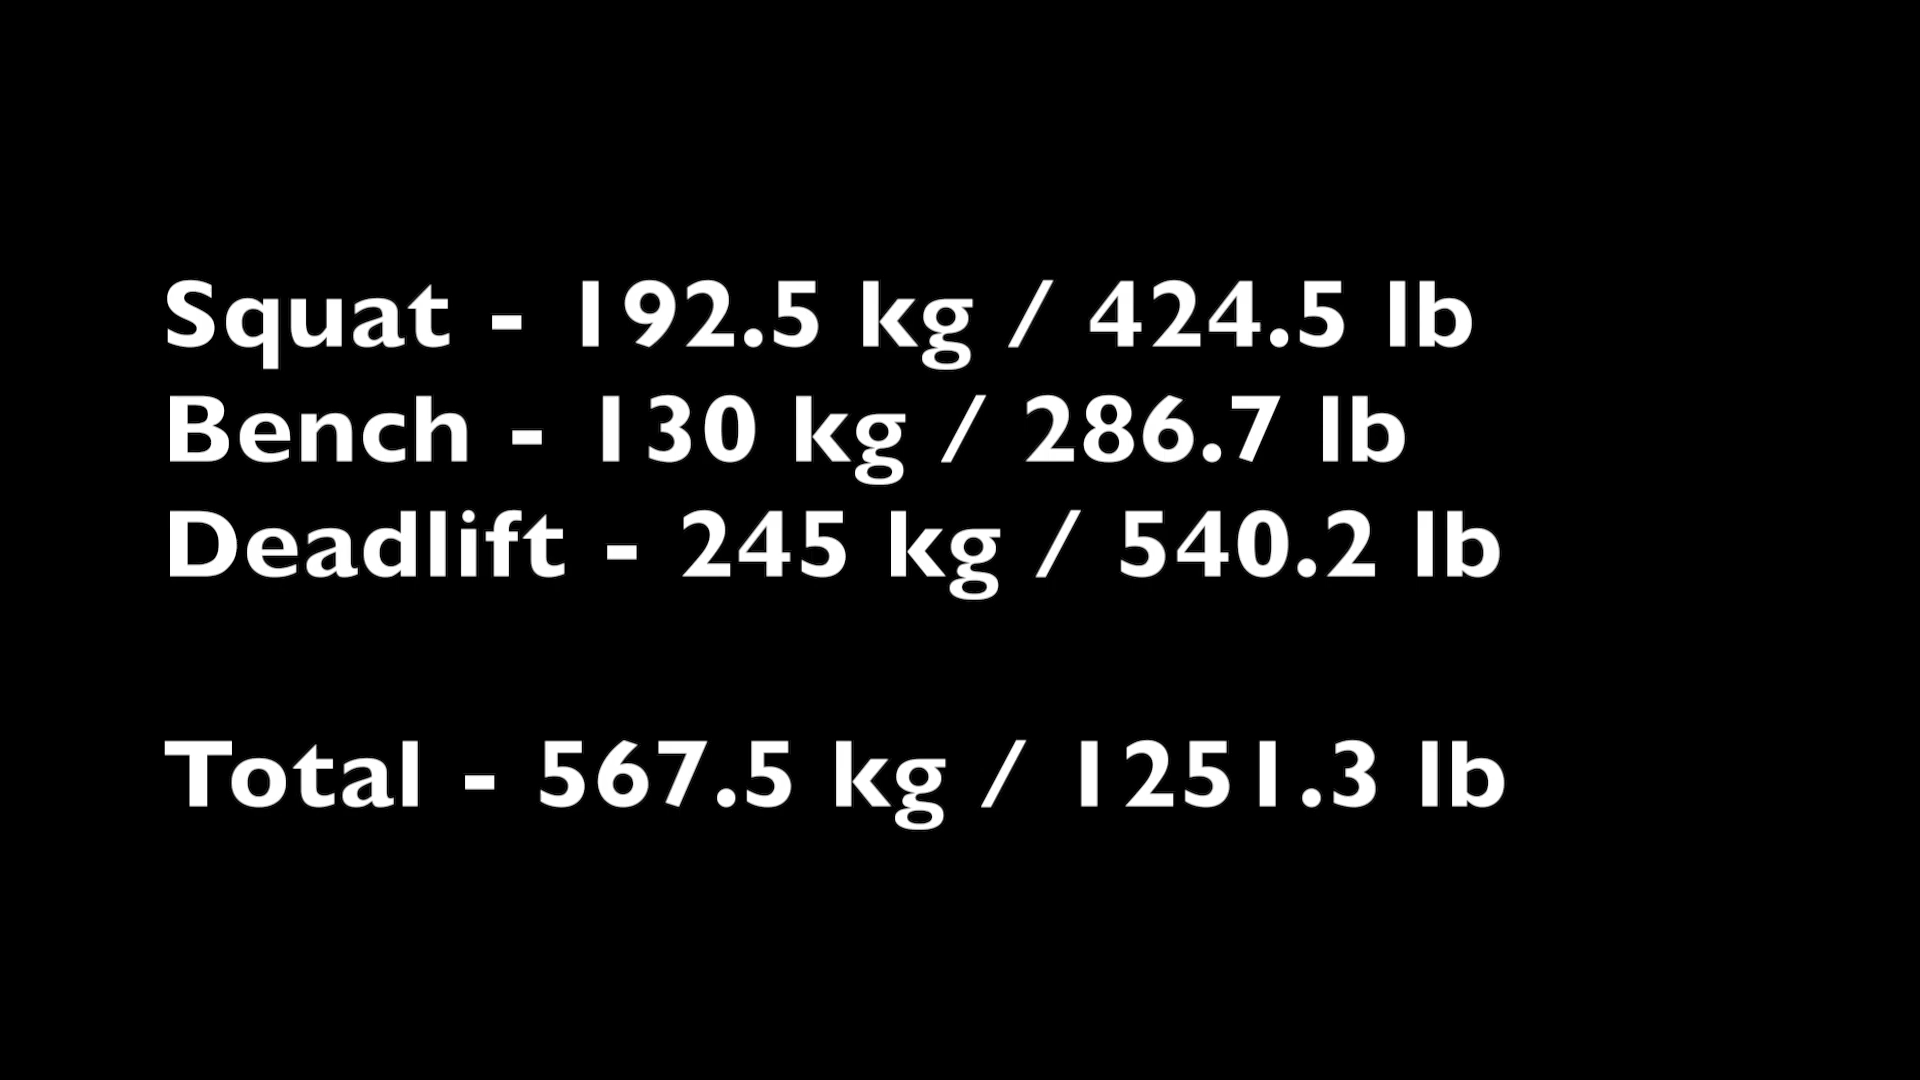 Squat - 192.5 kg / 424.5 lb
Bench - 130 kg / 286.7 lb
Deadlift - 245 kg / 540.2 lb
Total - 567.5 kg / 1251.3 lb